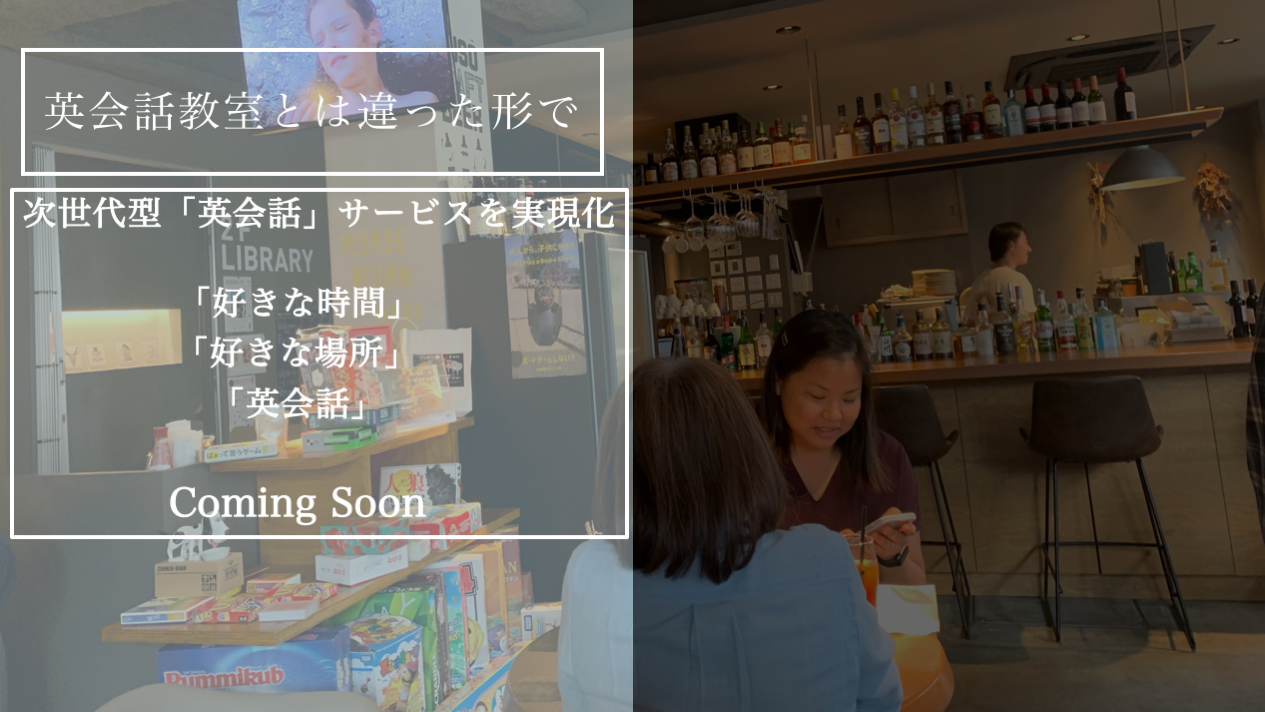 英会話教室とは違った形で
次世代型「英会話」サービスを実現化
LIBRARY
「好きな時間」
「好きな場所」
「英会話」
人狼
Coming Soon
Rummikub